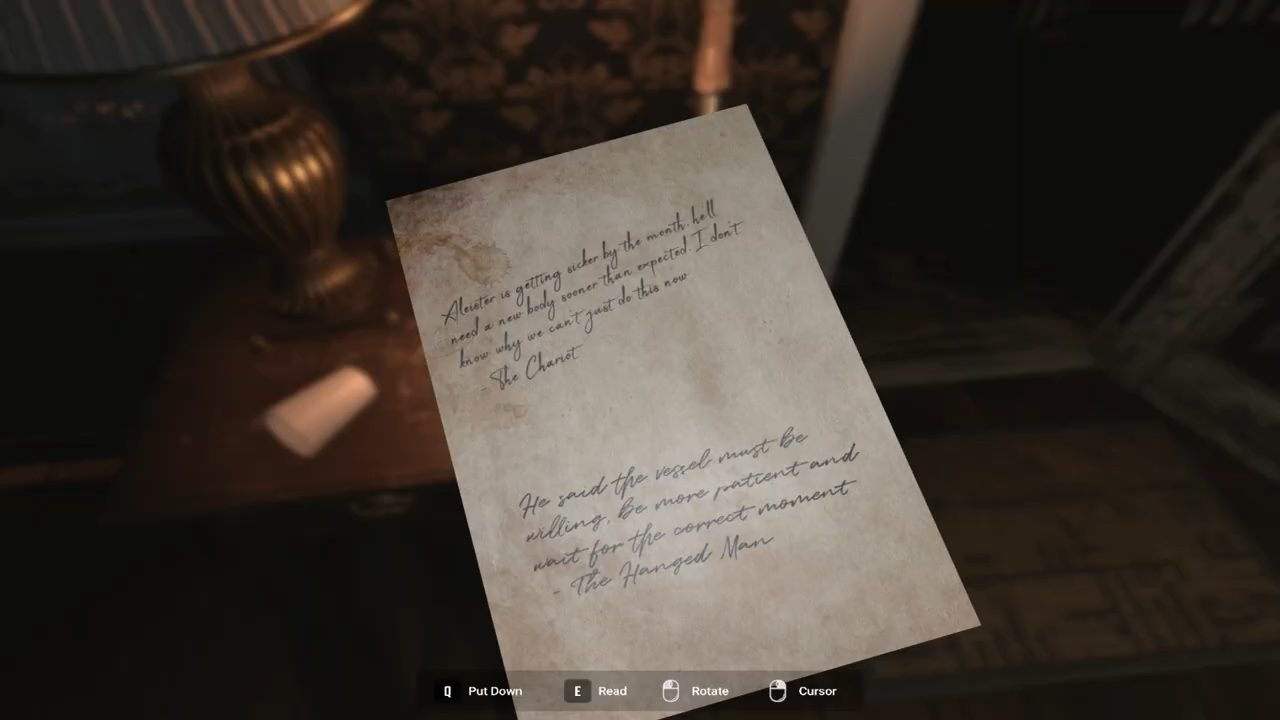 Aleister is getting sicker by the month. he'll
need a new body sooner than expected. I don't
know why we can't just do this now
- The Chariot
He said the vessel must be
willing, be more patient and
wait for the correct moment
- The Hanged Man
Q Put Down E Read Rotate Cursor